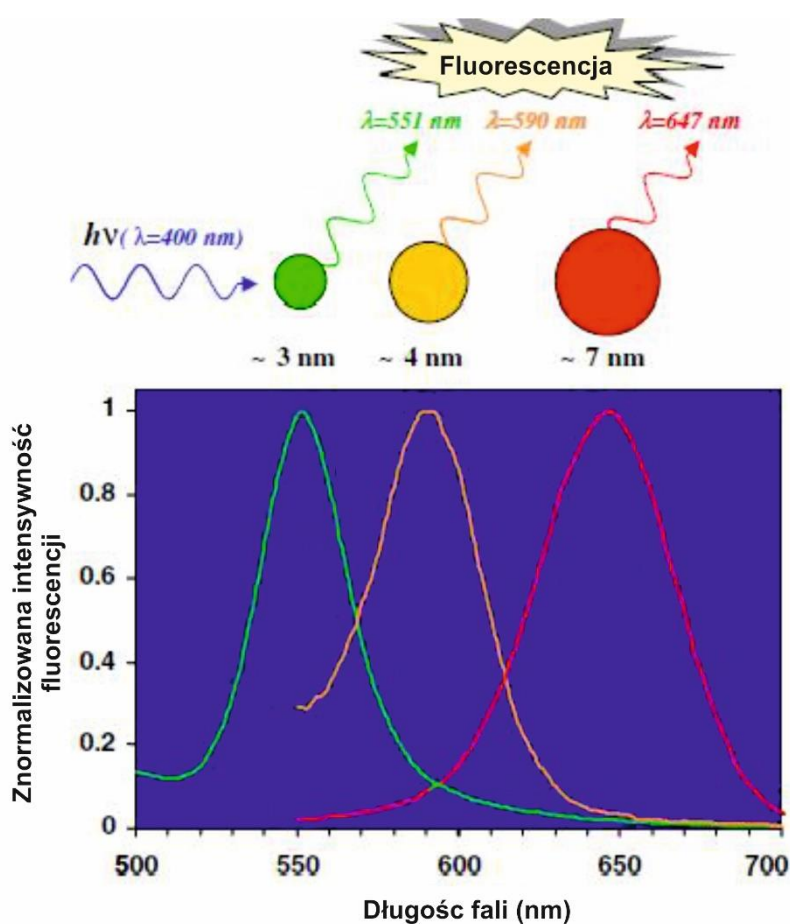 Fluorescencja
λ=551 nm λ=590 nm λ=647 nm
hν( λ=400 nm)
~ 3 nm ~ 4 nm ~ 7 nm
Znormalizowana intensywność
fluorescencji
1
0.8
0.6
0.4
0.2
0
500 550 600 650 700
Długośc fali (nm)